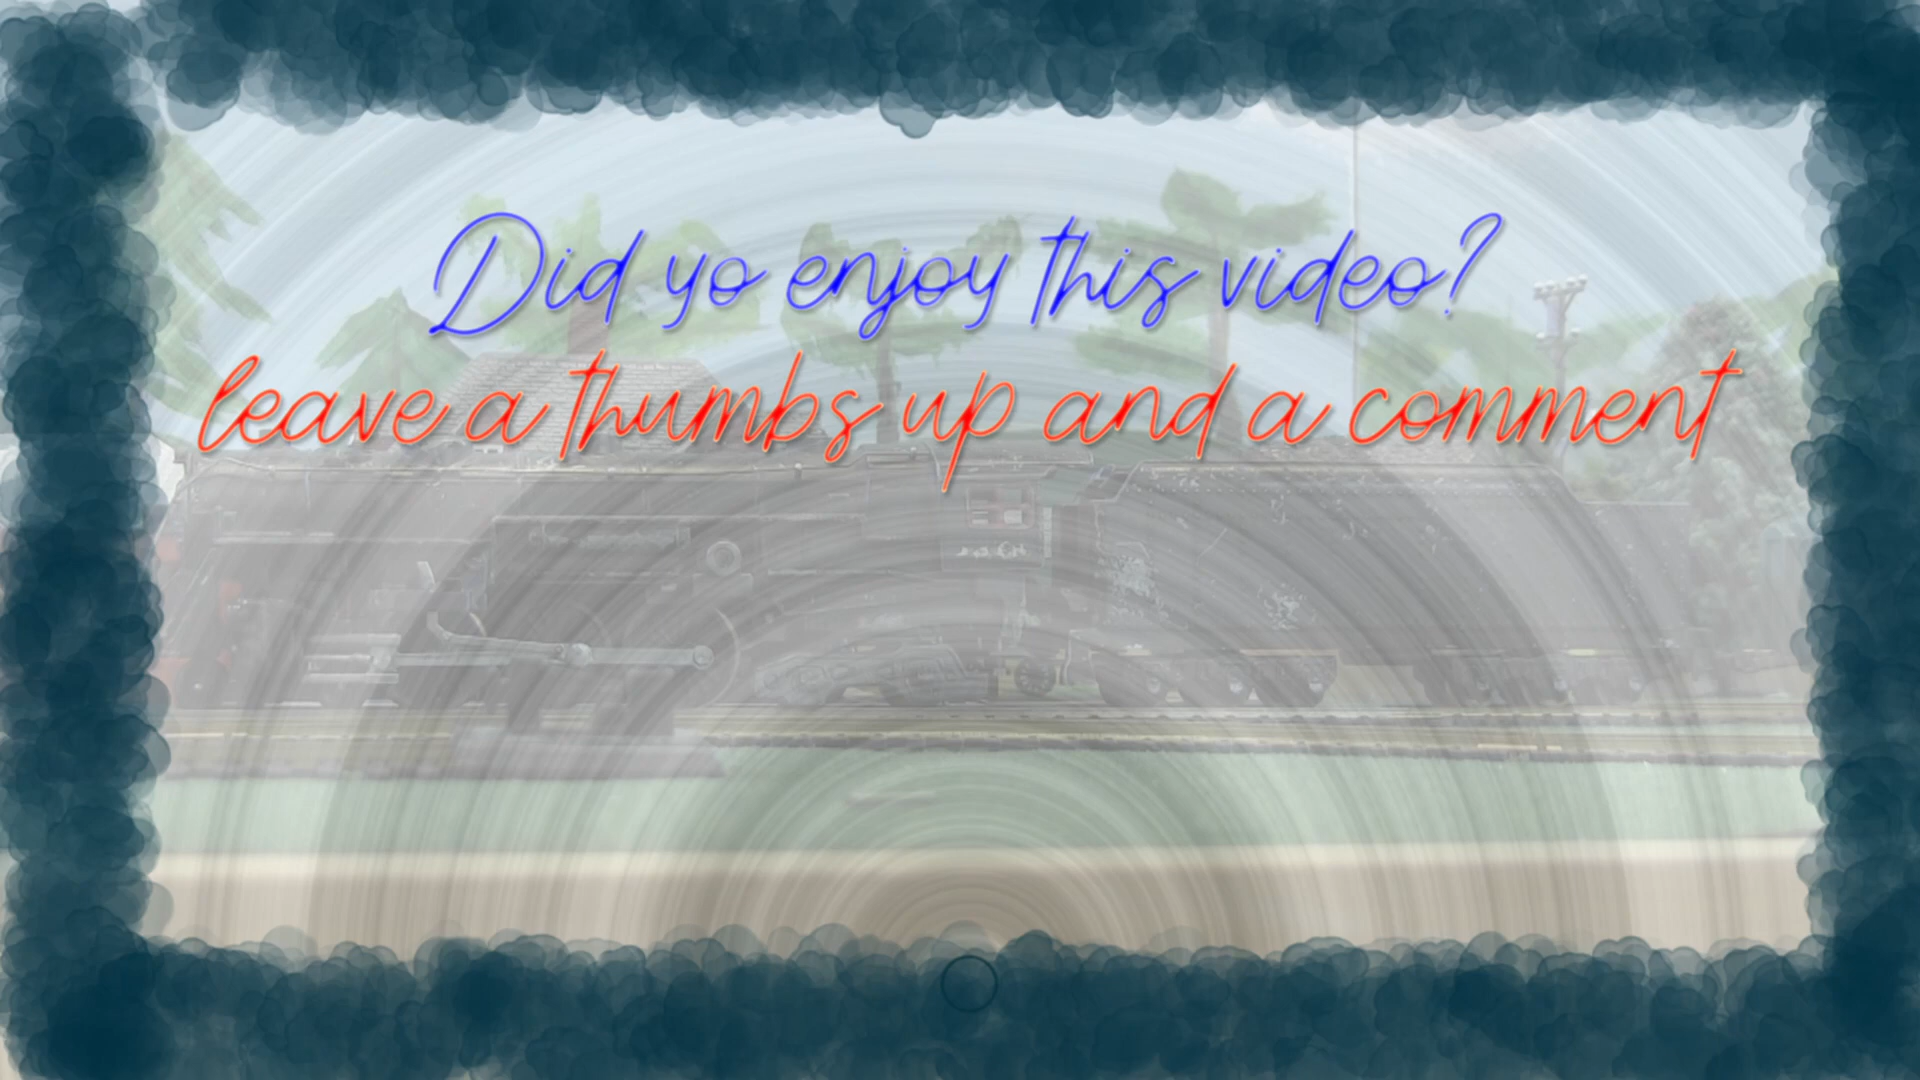 Did yo enjoy this video?
leave a thumbs up and a comment